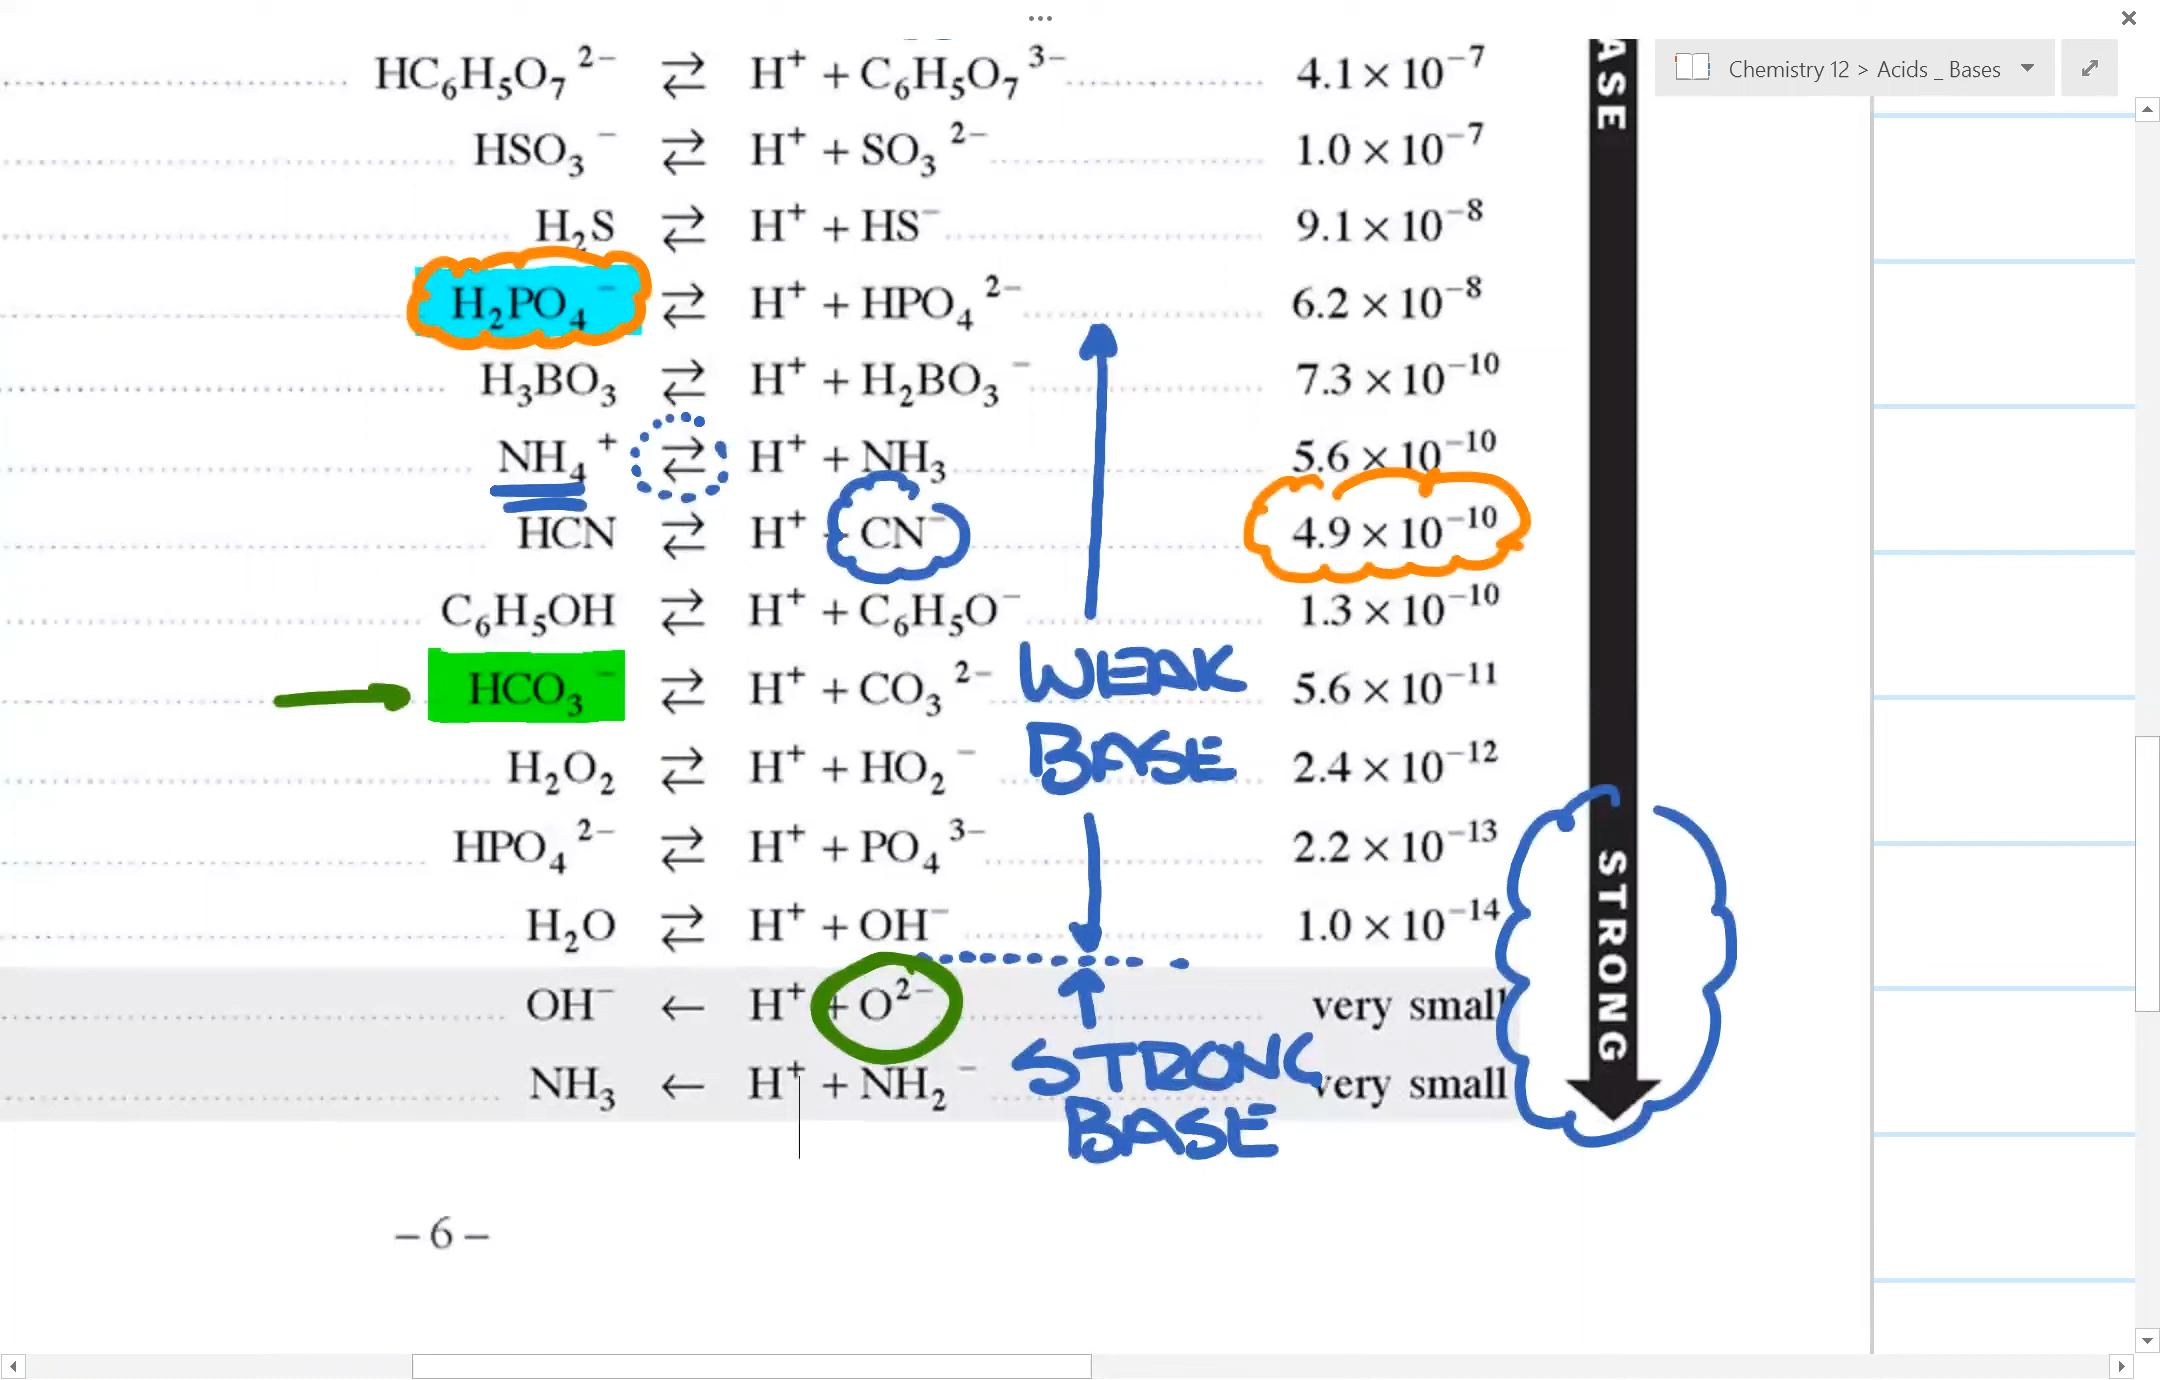 Chemistry 12 > Acids _ Bases
HC₆H₅O₇ ²⁻ ⇄ H⁺ + C₆H₅O₇ ³⁻ 4.1 × 10⁻⁷
HSO₃ ⁻ ⇄ H⁺ + SO₃ ²⁻ 1.0 × 10⁻⁷
H₂S ⇄ H⁺ + HS⁻ 9.1 × 10⁻⁸
H₂PO₄ ⁻ ⇄ H⁺ + HPO₄ ²⁻ 6.2 × 10⁻⁸
H₃BO₃ ⇄ H⁺ + H₂BO₃ ⁻ 7.3 × 10⁻¹⁰
NH₄ ⁺ ⇄ H⁺ + NH₃ 5.6 × 10⁻¹⁰
HCN ⇄ H⁺ + CN⁻ 4.9 × 10⁻¹⁰
C₆H₅OH ⇄ H⁺ + C₆H₅O⁻ 1.3 × 10⁻¹⁰
HCO₃ ⁻ ⇄ H⁺ + CO₃ ²⁻ 5.6 × 10⁻¹¹
H₂O₂ ⇄ H⁺ + HO₂ ⁻ 2.4 × 10⁻¹²
HPO₄ ²⁻ ⇄ H⁺ + PO₄ ³⁻ 2.2 × 10⁻¹³
H₂O ⇄ H⁺ + OH⁻ 1.0 × 10⁻¹⁴
OH⁻ ← H⁺ + O²⁻ very small
NH₃ ← H⁺ + NH₂ ⁻ very small
WEAK
BASE
STRONG
BASE
ASE
STRONG
– 6 –